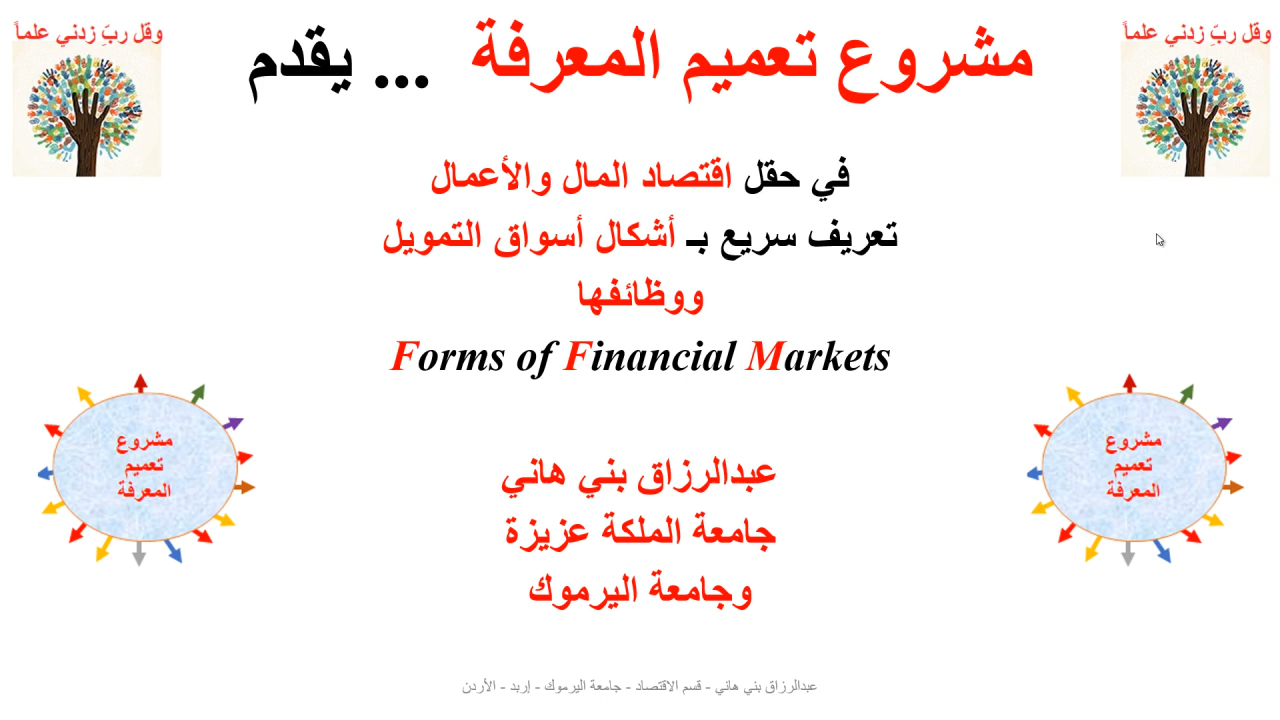 وقل ربِّ زدني علماً
مشروع تعميم المعرفة ... يقدم
وقل ربِّ زدني علماً
في حقل اقتصاد المال والأعمال
تعريف سريع بـ أشكال أسواق التمويل
ووظائفها
Forms of Financial Markets
مشروع
تعميم
المعرفة
مشروع
تعميم
المعرفة
عبدالرزاق بني هاني
جامعة الملكة عزيزة
وجامعة اليرموك
عبدالرزاق بني هاني - قسم الاقتصاد - جامعة اليرموك - إربد - الأردن